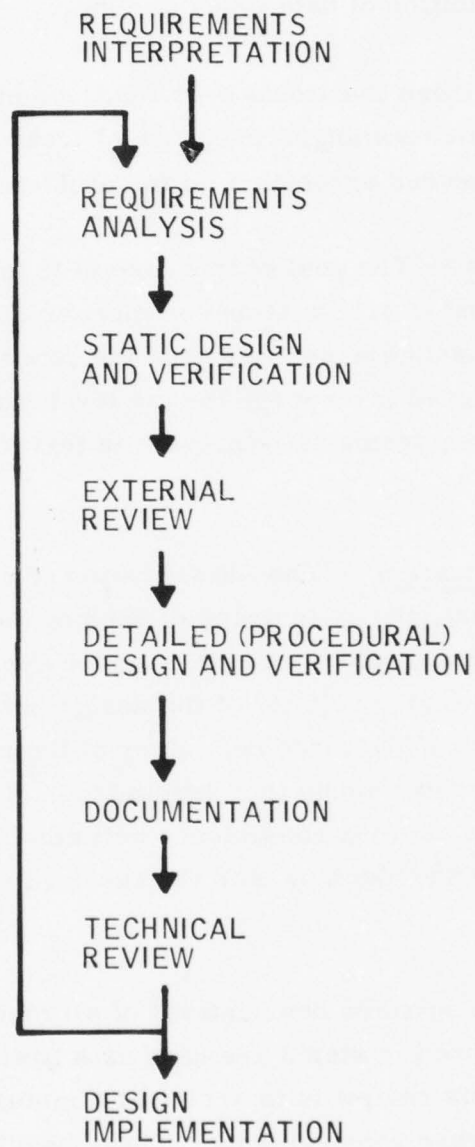 REQUIREMENTS
INTERPRETATION
REQUIREMENTS
ANALYSIS
STATIC DESIGN
AND VERIFICATION
EXTERNAL
REVIEW
DETAILED (PROCEDURAL)
DESIGN AND VERIFICATION
DOCUMENTATION
TECHNICAL
REVIEW
DESIGN
IMPLEMENTATION